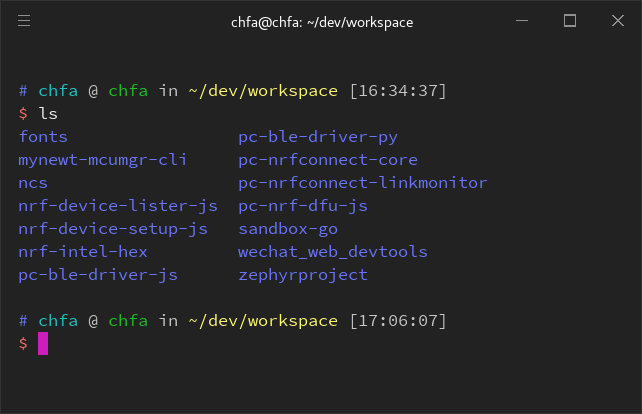 chfa@chfa: ~/dev/workspace
# chfa @ chfa in ~/dev/workspace [16:34:37]
$ ls
fonts pc-ble-driver-py
mynewt-mcumgr-cli pc-nrfconnect-core
ncs pc-nrfconnect-linkmonitor
nrf-device-lister-js pc-nrf-dfu-js
nrf-device-setup-js sandbox-go
nrf-intel-hex wechat_web_devtools
pc-ble-driver-js zephyrproject
# chfa @ chfa in ~/dev/workspace [17:06:07]
$